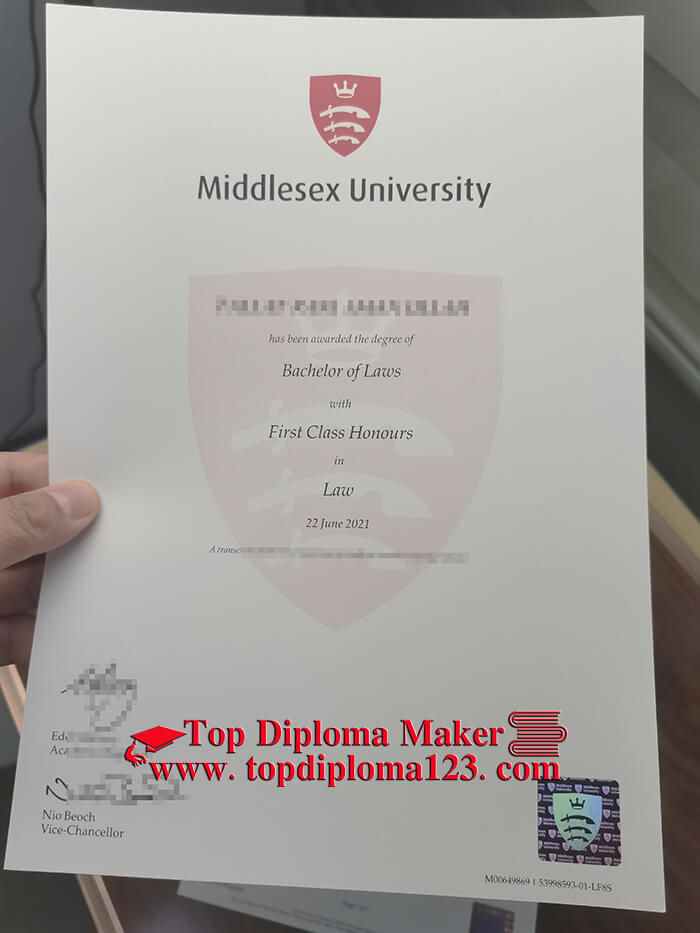 Middlesex University
has been awarded the degree of
Bachelor of Laws
with
First Class Honours
in
Law
22 June 2021
A
Top Diploma Maker
www. topdiploma123. com
Nio Beoch
Vice-Chancellor
M00649869 | 53998593-01-LF8S